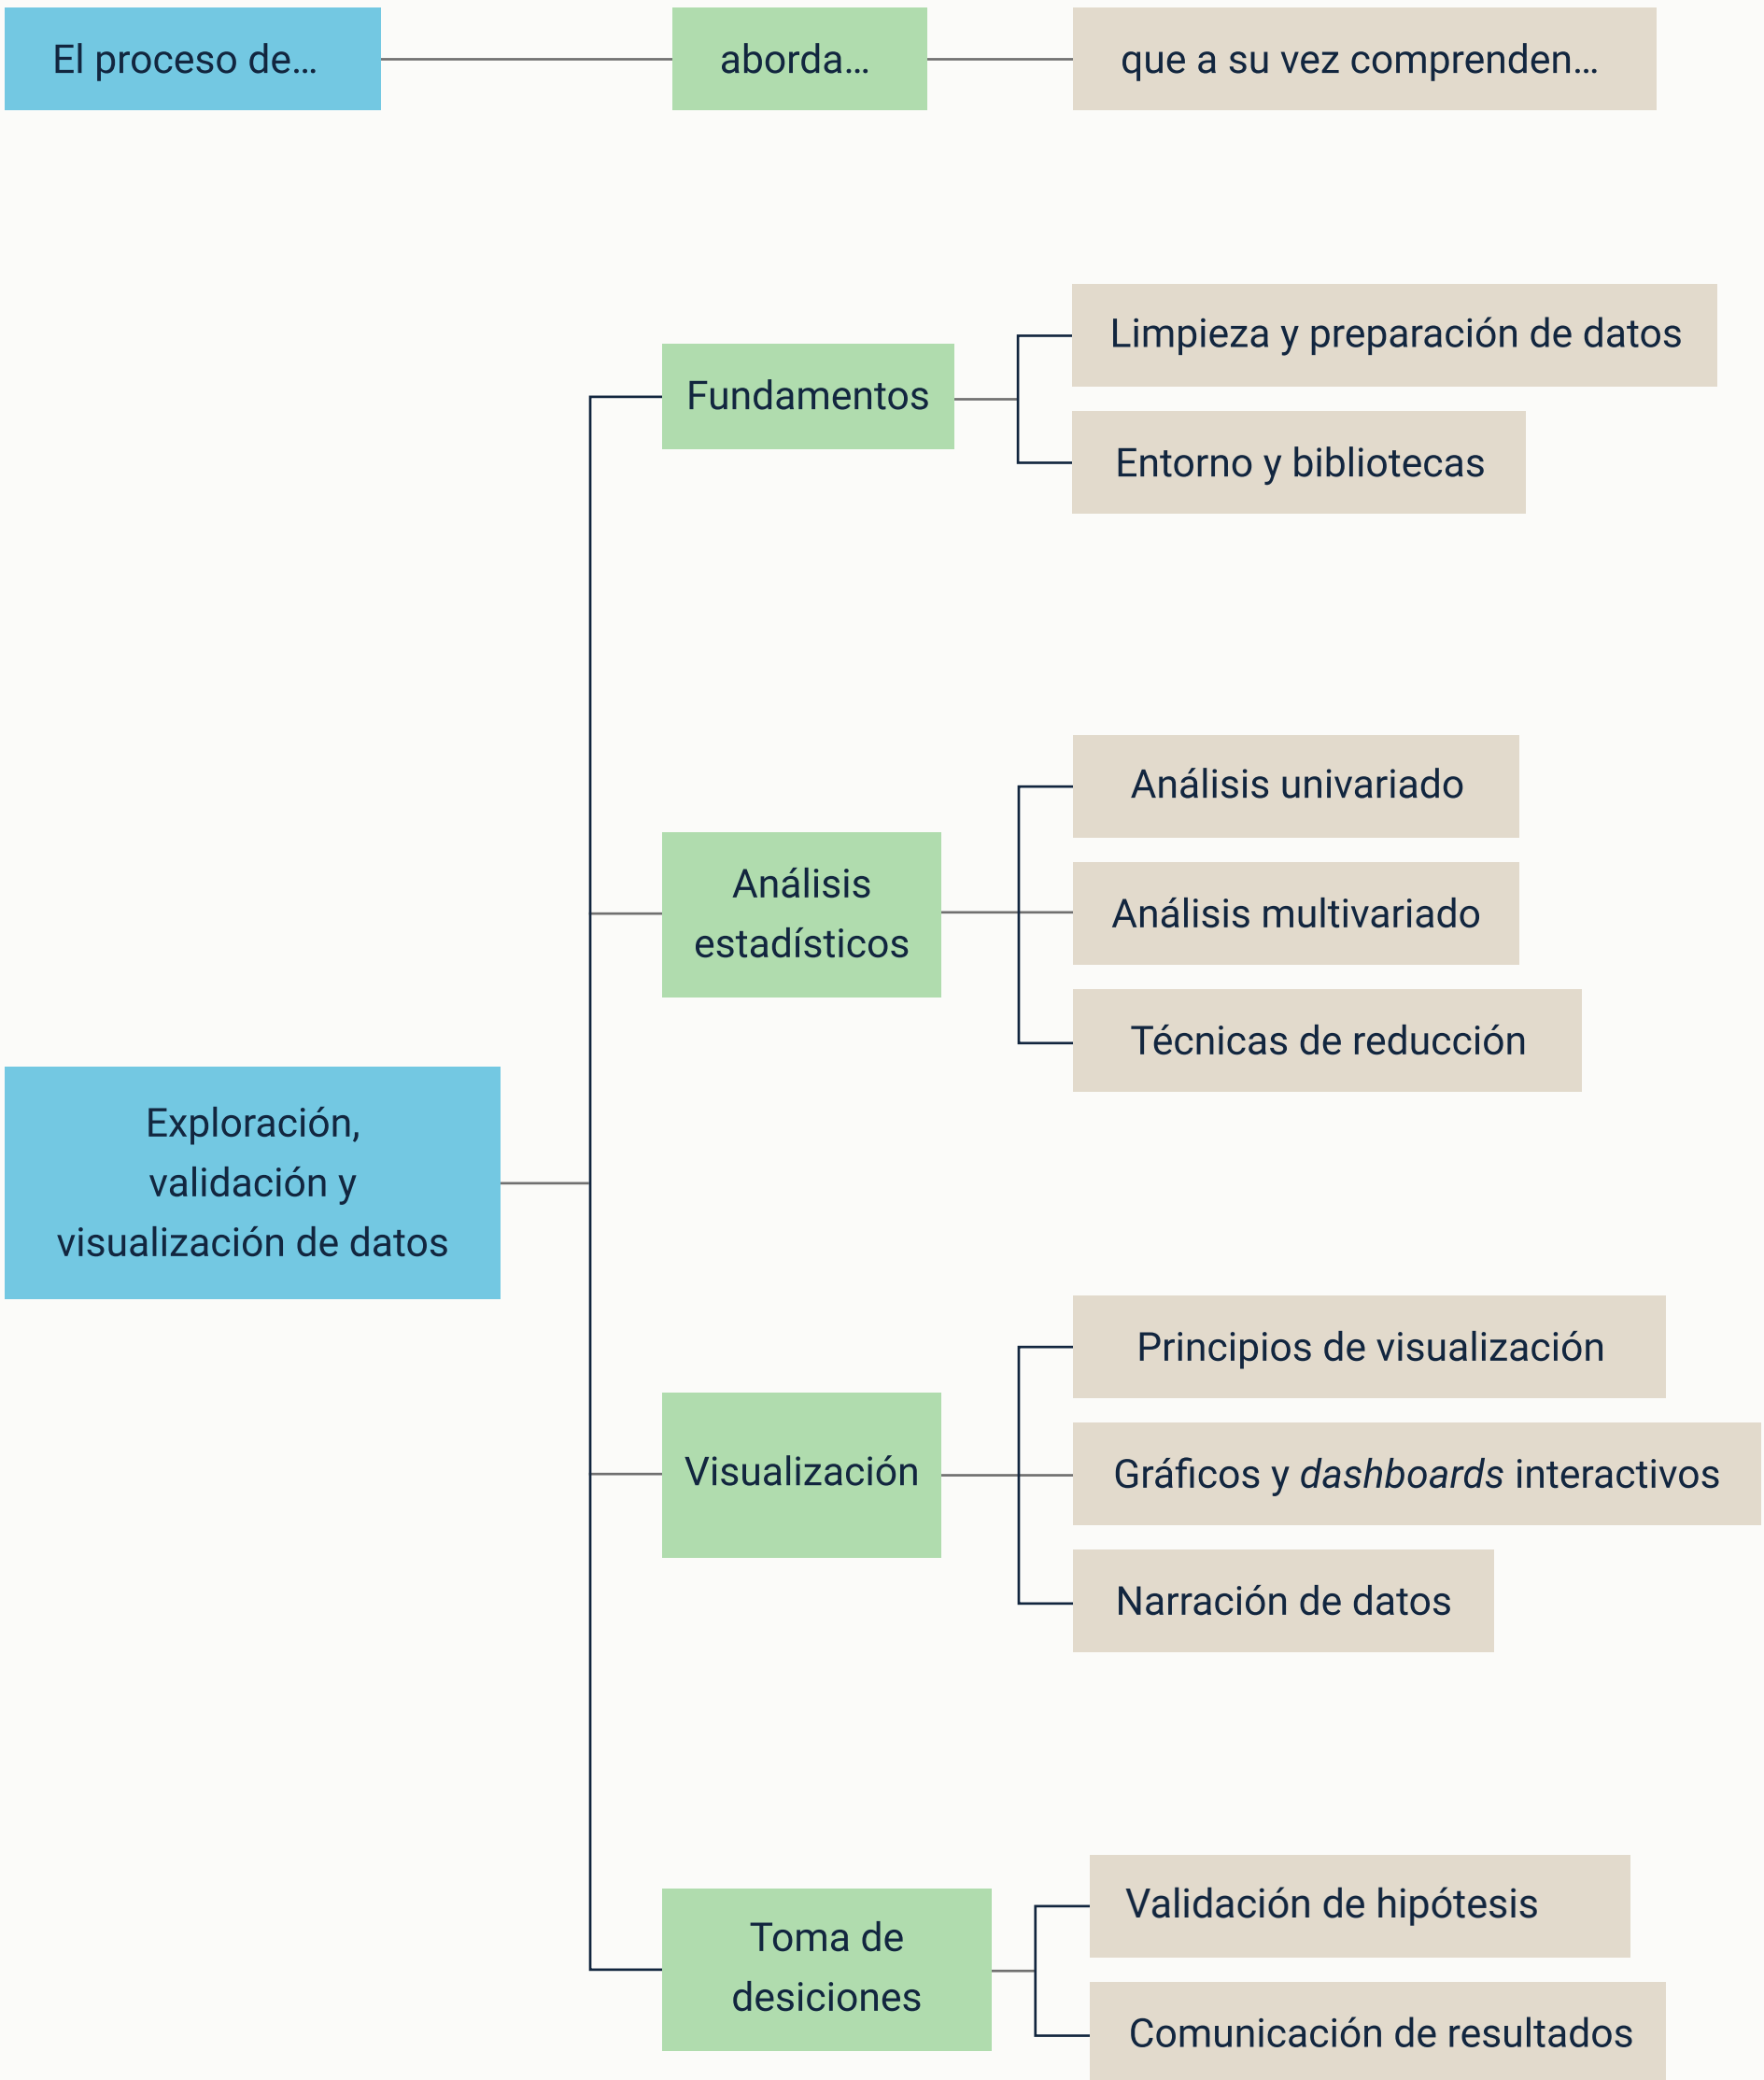 El proceso de...
aborda...
que a su vez comprenden...
Limpieza y preparación de datos
Fundamentos
Entorno y bibliotecas
Análisis univariado
Análisis
estadísticos
Análisis multivariado
Técnicas de reducción
Exploración,
validación y
visualización de datos
Principios de visualización
Visualización
Gráficos y dashboards interactivos
Narración de datos
Toma de
desiciones
Validación de hipótesis
Comunicación de resultados